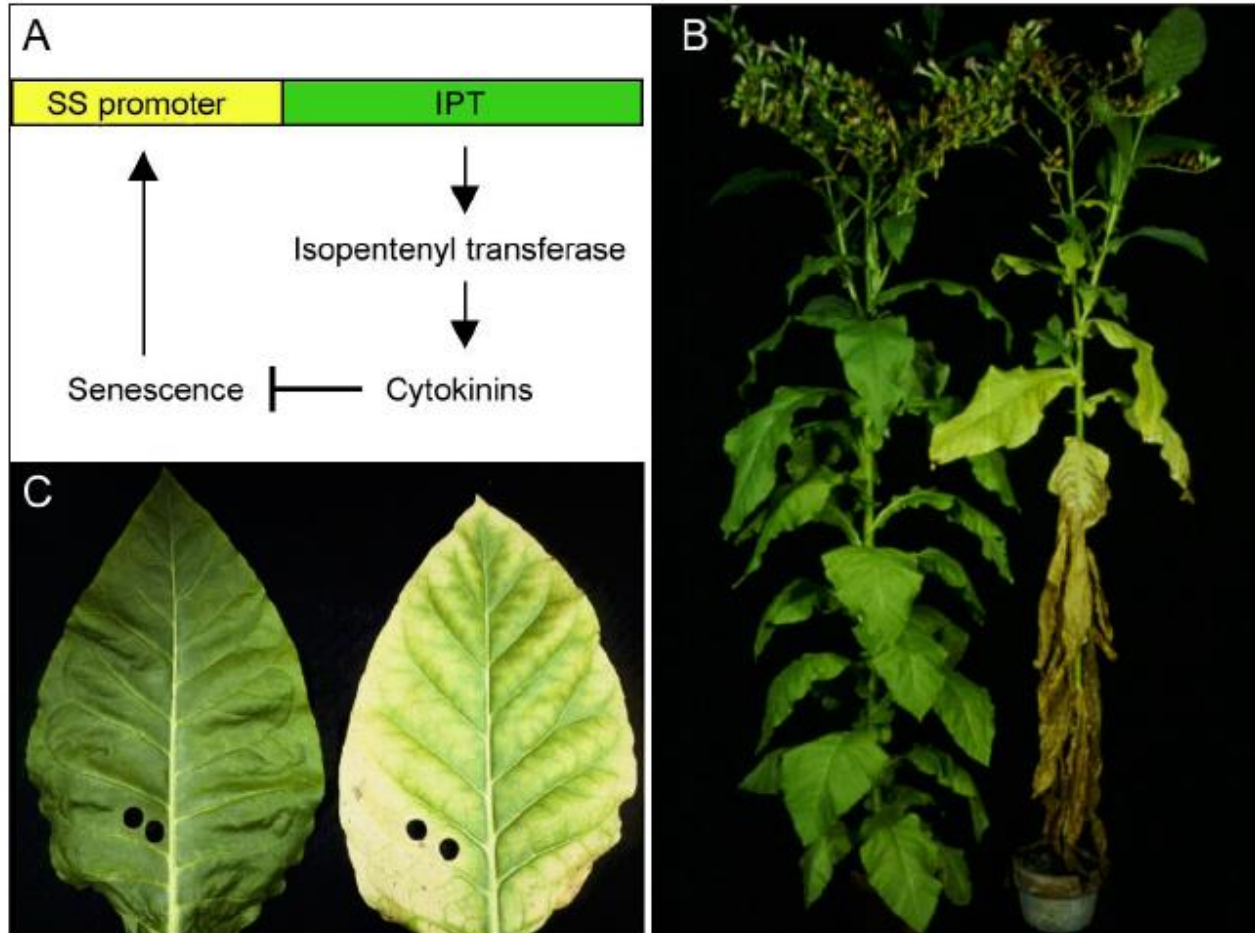 A
SS promoter IPT
Isopentenyl transferase
Senescence Cytokinins
B
C